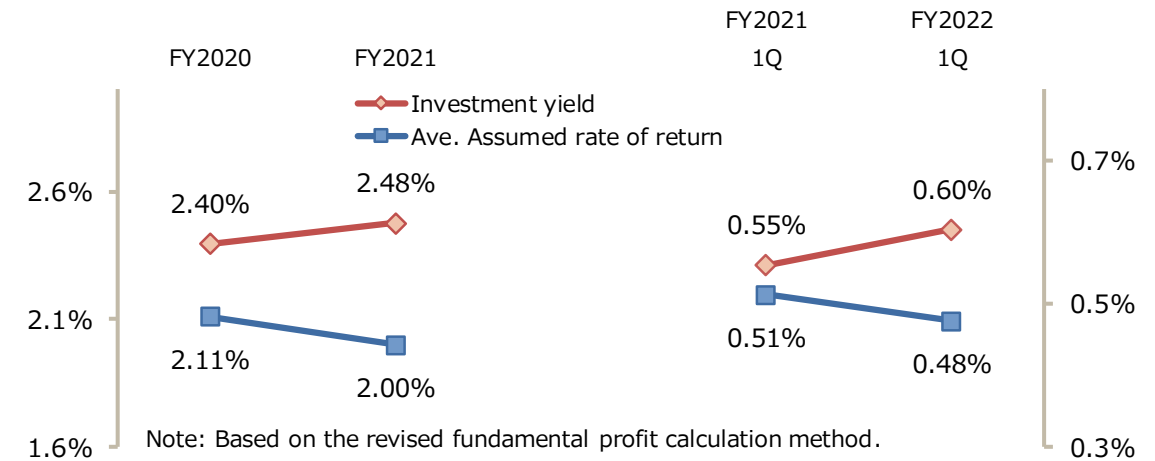 FY2021 FY2022
FY2020 FY2021 1Q 1Q
Investment yield
Ave. Assumed rate of return
0.7%
2.6% 2.40% 2.48% 0.60%
0.55%
2.1% 0.5%
2.11% 2.00% 0.51% 0.48%
1.6% Note: Based on the revised fundamental profit calculation method. 0.3%